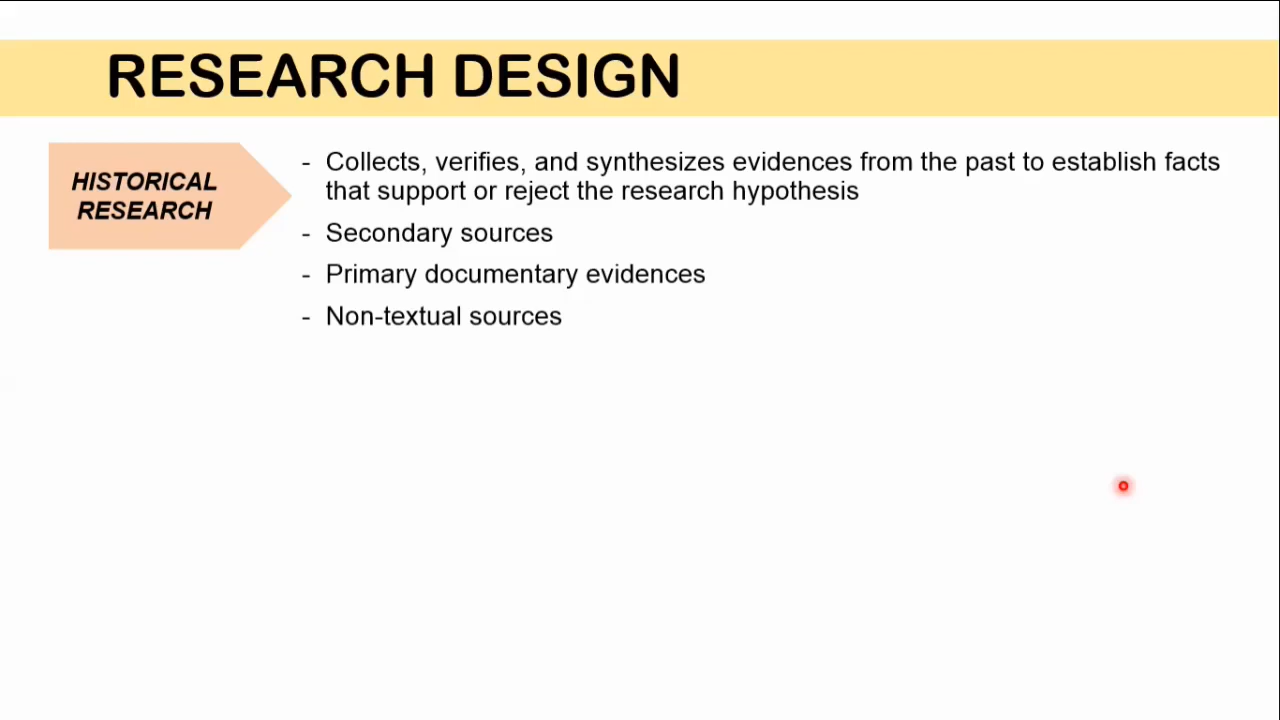 RESEARCH DESIGN
HISTORICAL
RESEARCH
- Collects, verifies, and synthesizes evidences from the past to establish facts
that support or reject the research hypothesis
- Secondary sources
- Primary documentary evidences
- Non-textual sources